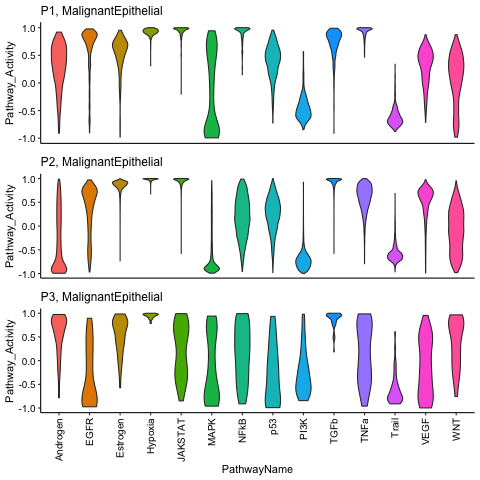 P1, MalignantEpithelial
Pathway_Activity
1.0
0.5
0.0
-0.5
-1.0
P2, MalignantEpithelial
Pathway_Activity
1.0
0.5
0.0
-0.5
-1.0
P3, MalignantEpithelial
Pathway_Activity
1.0
0.5
0.0
-0.5
-1.0
Androgen EGFR Estrogen Hypoxia JAKSTAT MAPK NFkB p53 PI3K TGFb TNFa Trail VEGF WNT
PathwayName